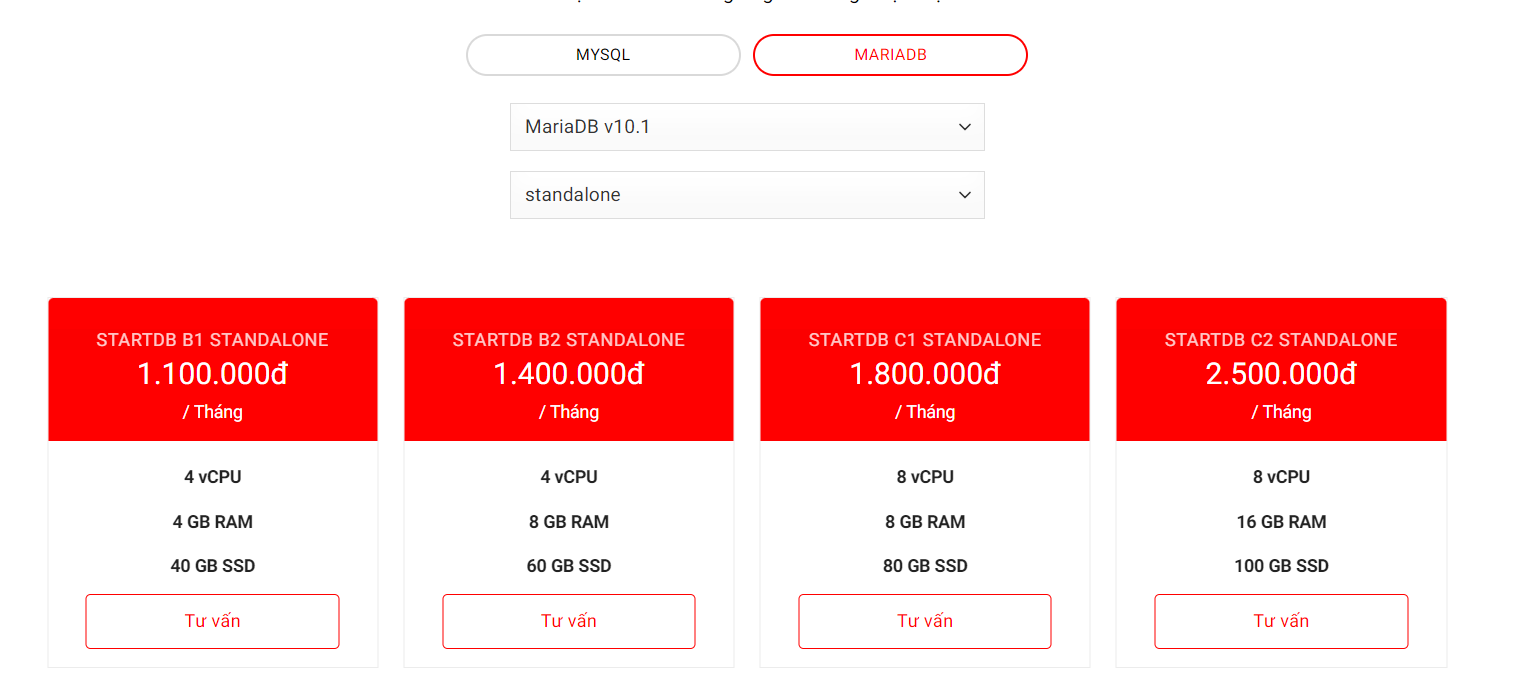 MYSQL
MARIADB
MariaDB v10.1
standalone
STARTDB B1 STANDALONE
1.100.000đ
/ Tháng
4 vCPU
4 GB RAM
40 GB SSD
Tư vấn
STARTDB B2 STANDALONE
1.400.000đ
/ Tháng
4 vCPU
8 GB RAM
60 GB SSD
Tư vấn
STARTDB C1 STANDALONE
1.800.000đ
/ Tháng
8 vCPU
8 GB RAM
80 GB SSD
Tư vấn
STARTDB C2 STANDALONE
2.500.000đ
/ Tháng
8 vCPU
16 GB RAM
100 GB SSD
Tư vấn